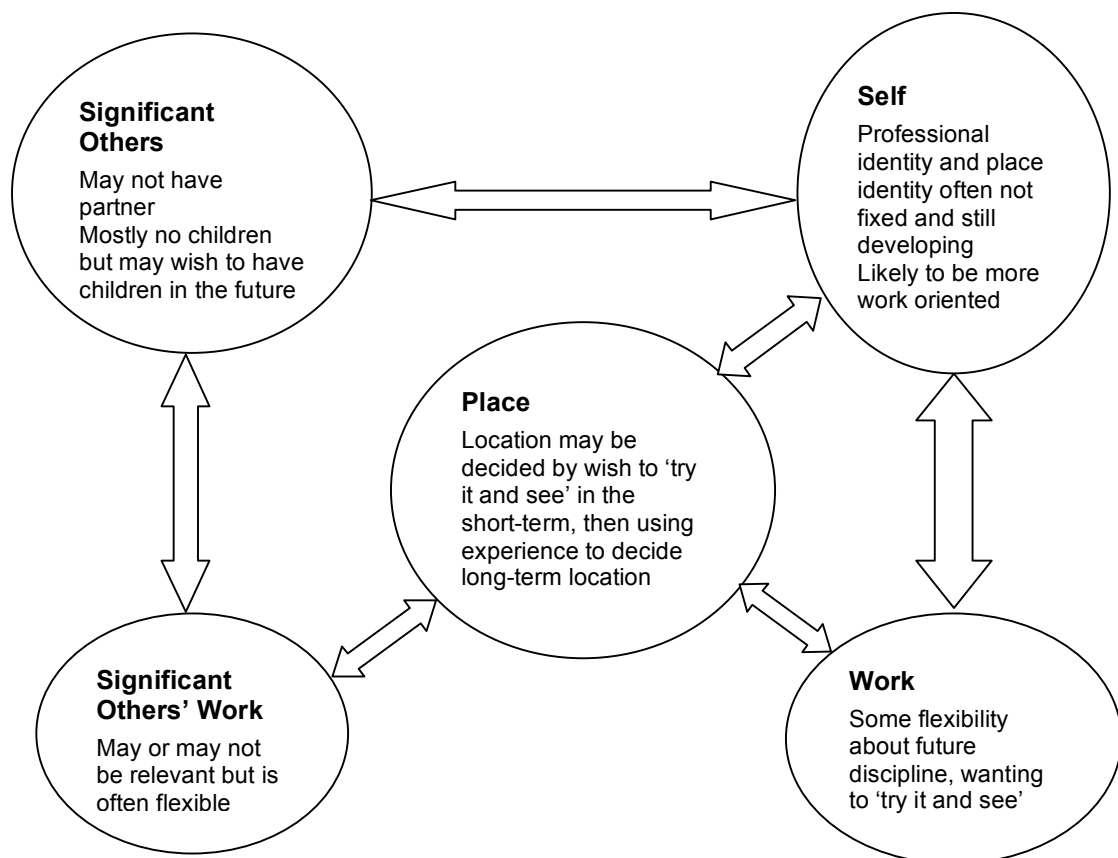 Significant
Others
May not have
partner
Mostly no children
but may wish to have
children in the future
Self
Professional
identity and place
identity often not
fixed and still
developing
Likely to be more
work oriented
Place
Location may be
decided by wish to ‘try
it and see’ in the
short-term, then using
experience to decide
long-term location
Significant
Others’ Work
May or may not
be relevant but is
often flexible
Work
Some flexibility
about future
discipline, wanting
to ‘try it and see’